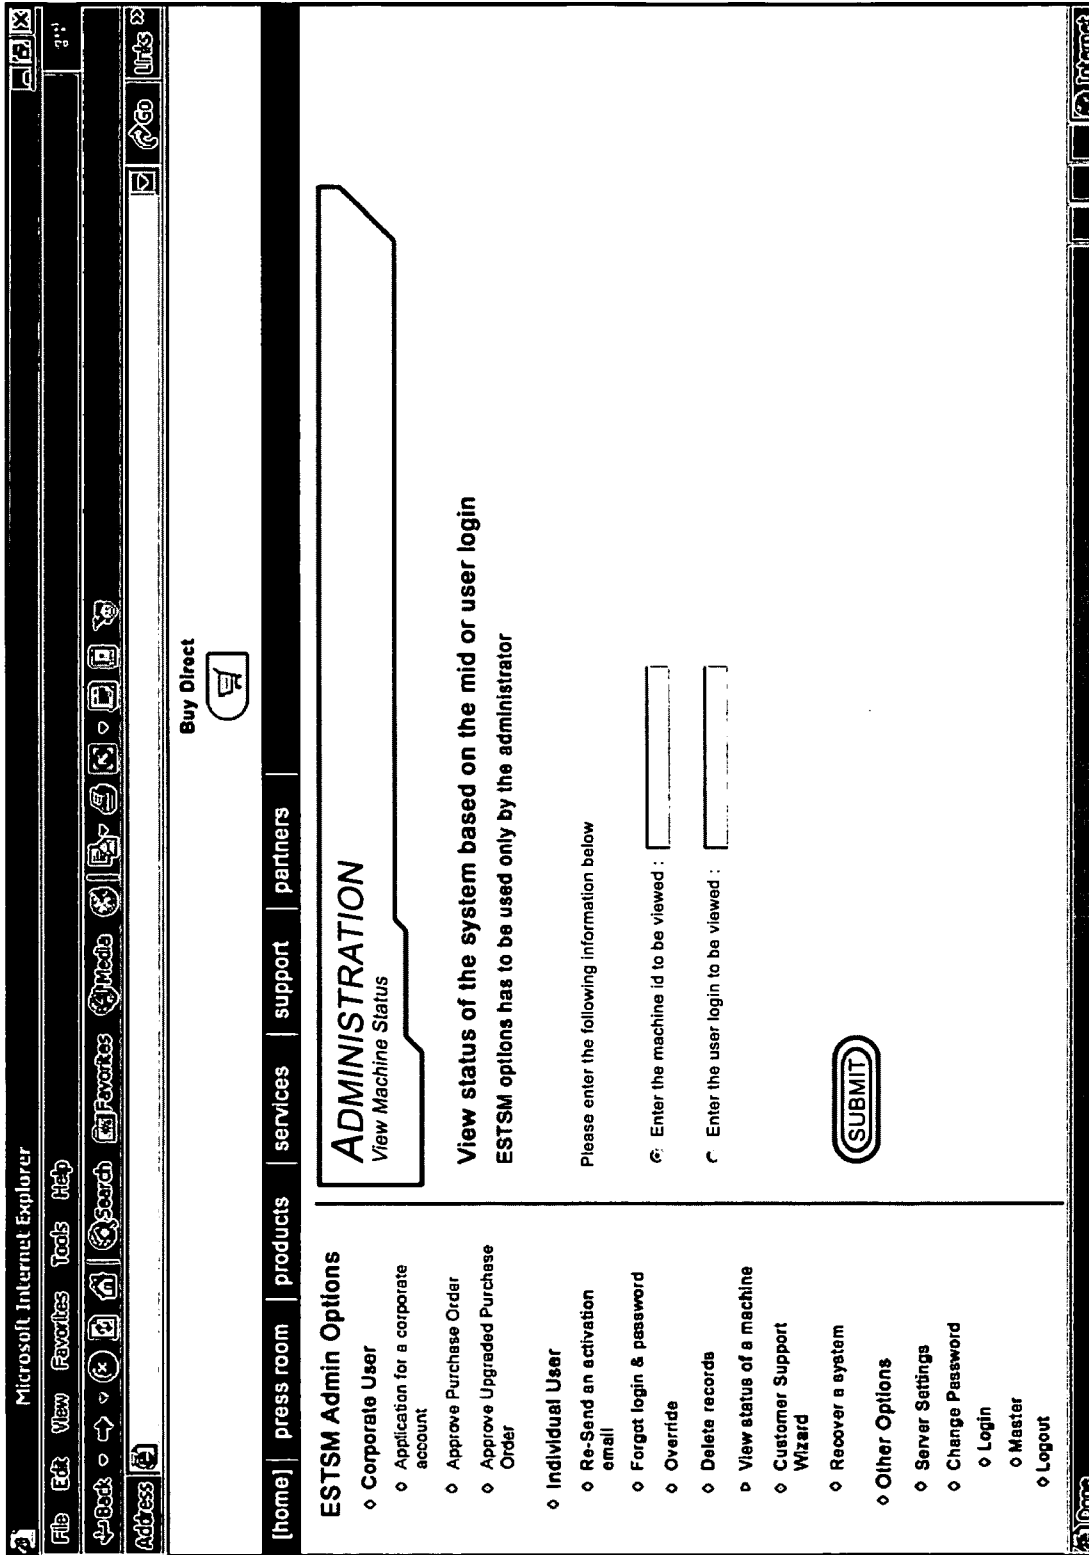 Microsoft Internet Explorer
File Edit View Favorites Tools Help
Back Search Favorites Media
Address Go Links »
Buy Direct
[home] press room products services support partners
ESTSM Admin Options
Corporate User
Application for a corporate
account
Approve Purchase Order
Approve Upgraded Purchase
Order
Individual User
Re-Send an activation
email
Forgot login & password
Override
Delete records
View status of a machine
Customer Support
Wizard
Recover a system
Other Options
Server Settings
Change Password
Login
Master
Logout
ADMINISTRATION
View Machine Status
View status of the system based on the mid or user login
ESTSM options has to be used only by the administrator
Please enter the following information below
Enter the machine id to be viewed :
Enter the user login to be viewed :
SUBMIT
Done Internet